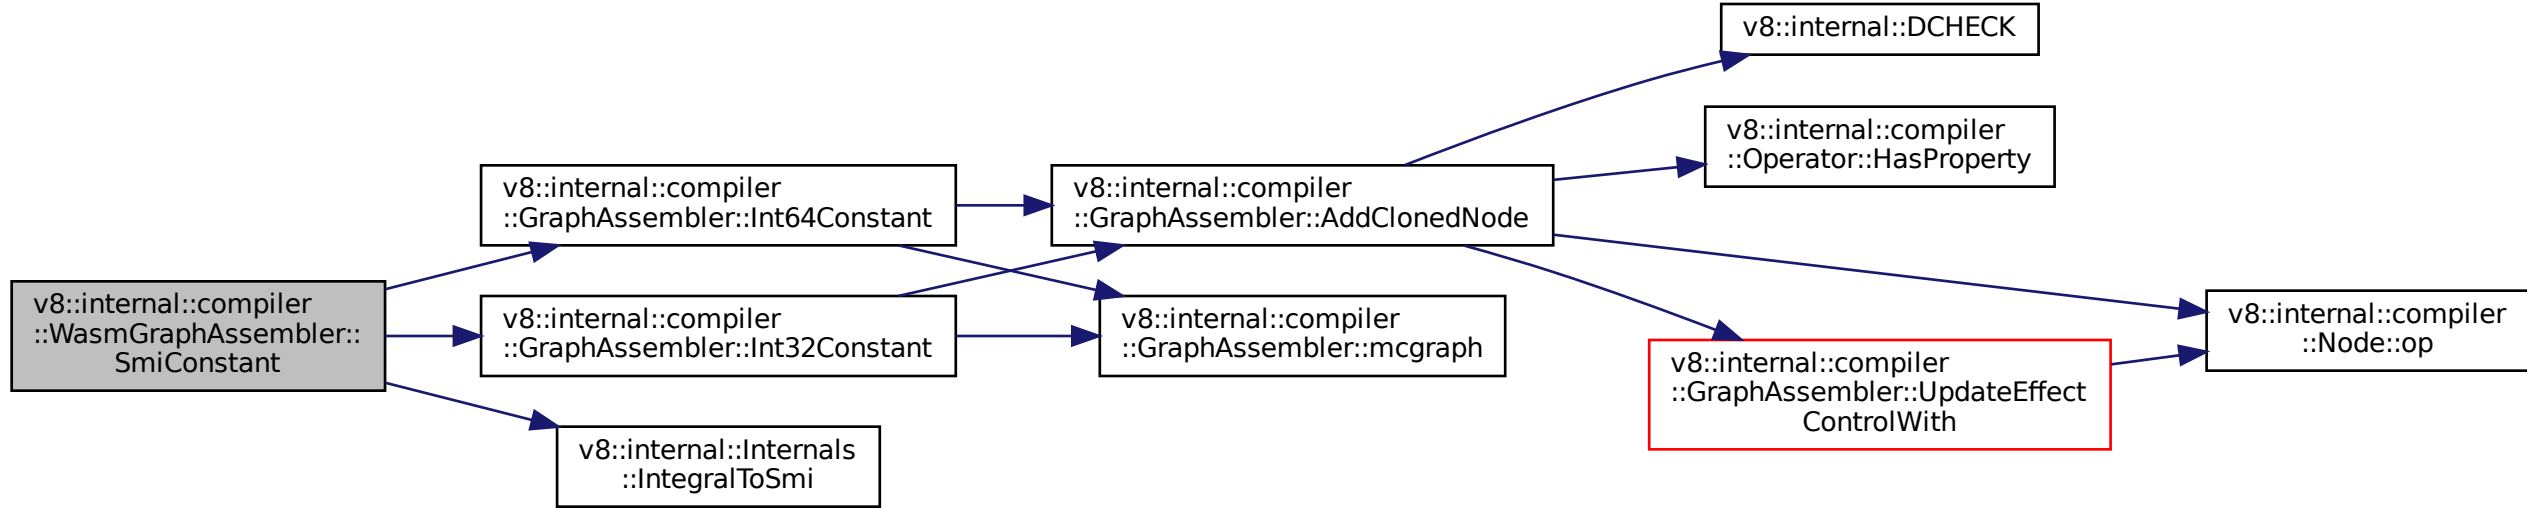 v8::internal::compiler
::WasmGraphAssembler::
SmiConstant
v8::internal::compiler
::GraphAssembler::Int64Constant
v8::internal::compiler
::GraphAssembler::Int32Constant
v8::internal::Internals
::IntegralToSmi
v8::internal::compiler
::GraphAssembler::AddClonedNode
v8::internal::compiler
::GraphAssembler::mcgraph
v8::internal::DCHECK
v8::internal::compiler
::Operator::HasProperty
v8::internal::compiler
::GraphAssembler::UpdateEffect
ControlWith
v8::internal::compiler
::Node::op